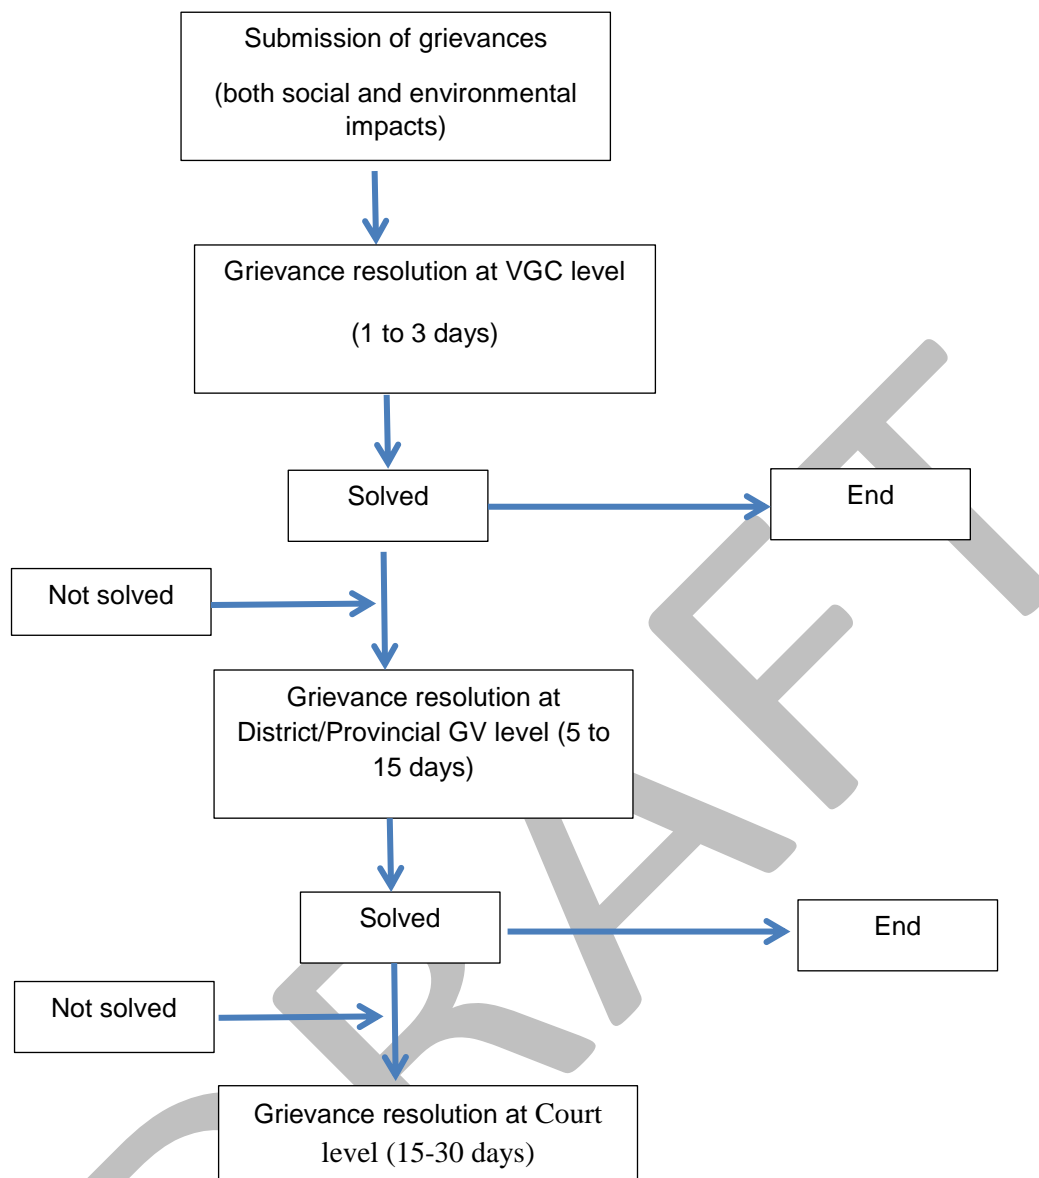 Submission of grievances
(both social and environmental
impacts)
Grievance resolution at VGC level
(1 to 3 days)
Solved
End
Not solved
Grievance resolution at
District/Provincial GV level (5 to
15 days)
Solved
End
Not solved
Grievance resolution at Court
level (15-30 days)
DRAFT